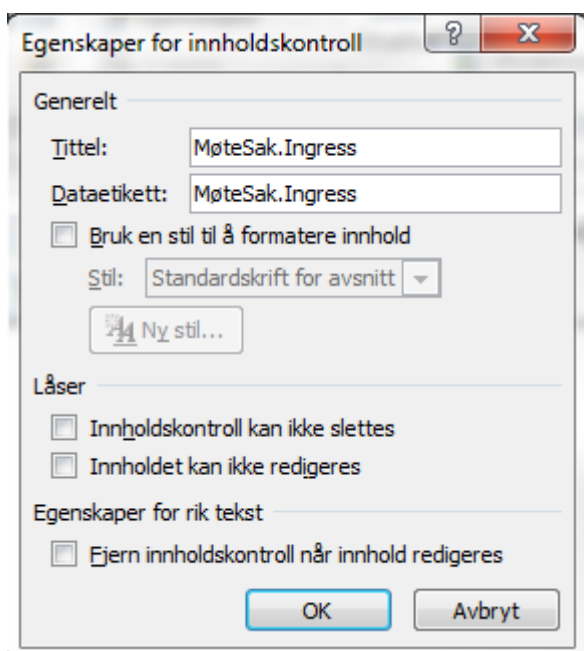 Egenskaper for innholdskontroll
Generelt
Tittel: MøteSak.Ingress
Dataetikett: MøteSak.Ingress
Bruk en stil til å formatere innhold
Stil: Standardskrift for avsnitt
Ny stil...
Låser
Innholdskontroll kan ikke slettes
Innholdet kan ikke redigeres
Egenskaper for rik tekst
Fjern innholdskontroll når innhold redigeres
OK Avbryt